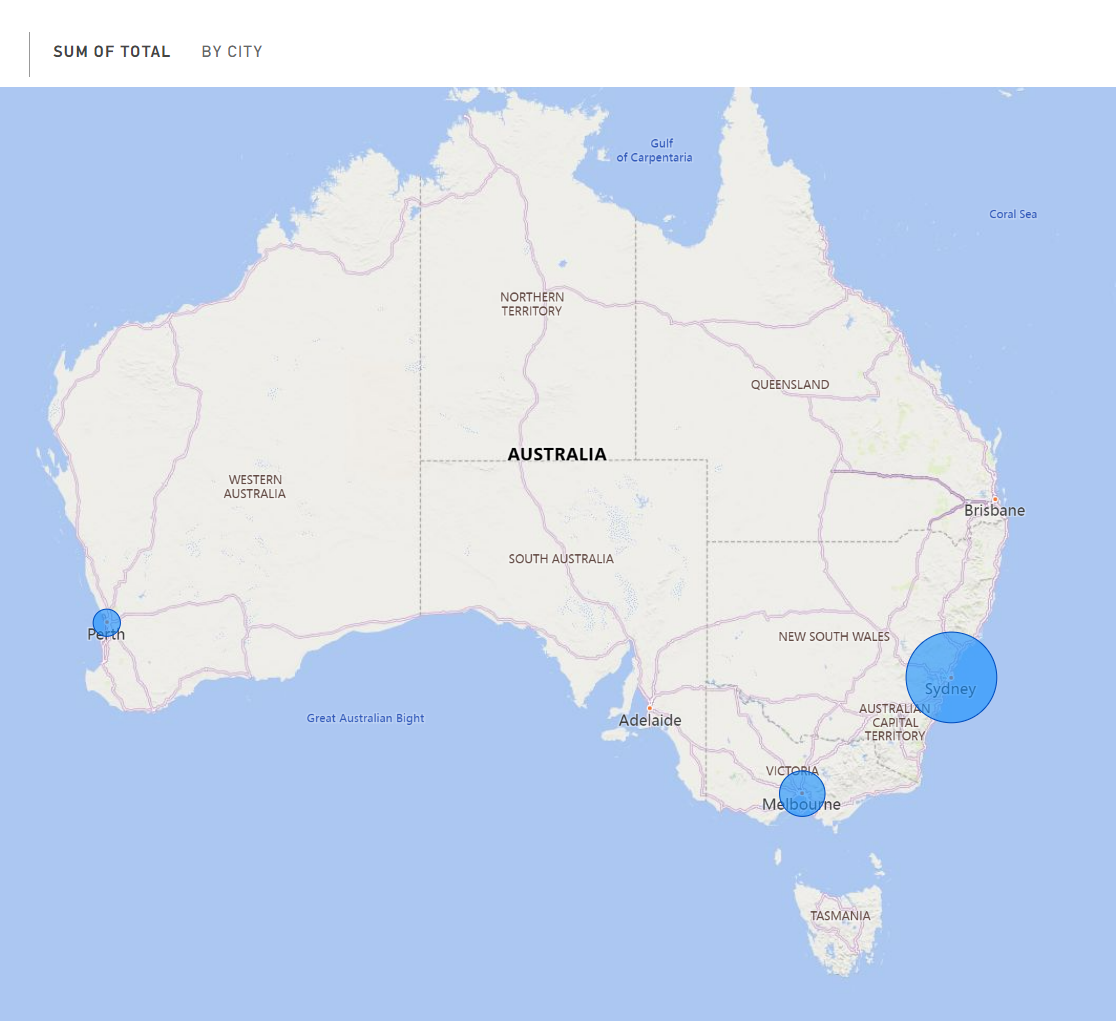 SUM OF TOTAL BY CITY
Gulf
of Carpentaria
Coral Sea
NORTHERN
TERRITORY
QUEENSLAND
AUSTRALIA
WESTERN
AUSTRALIA
Brisbane
SOUTH AUSTRALIA
Perth
NEW SOUTH WALES
Sydney
AUSTRALIAN
CAPITAL
TERRITORY
Great Australian Bight
Adelaide
VICTORIA
Melbourne
TASMANIA